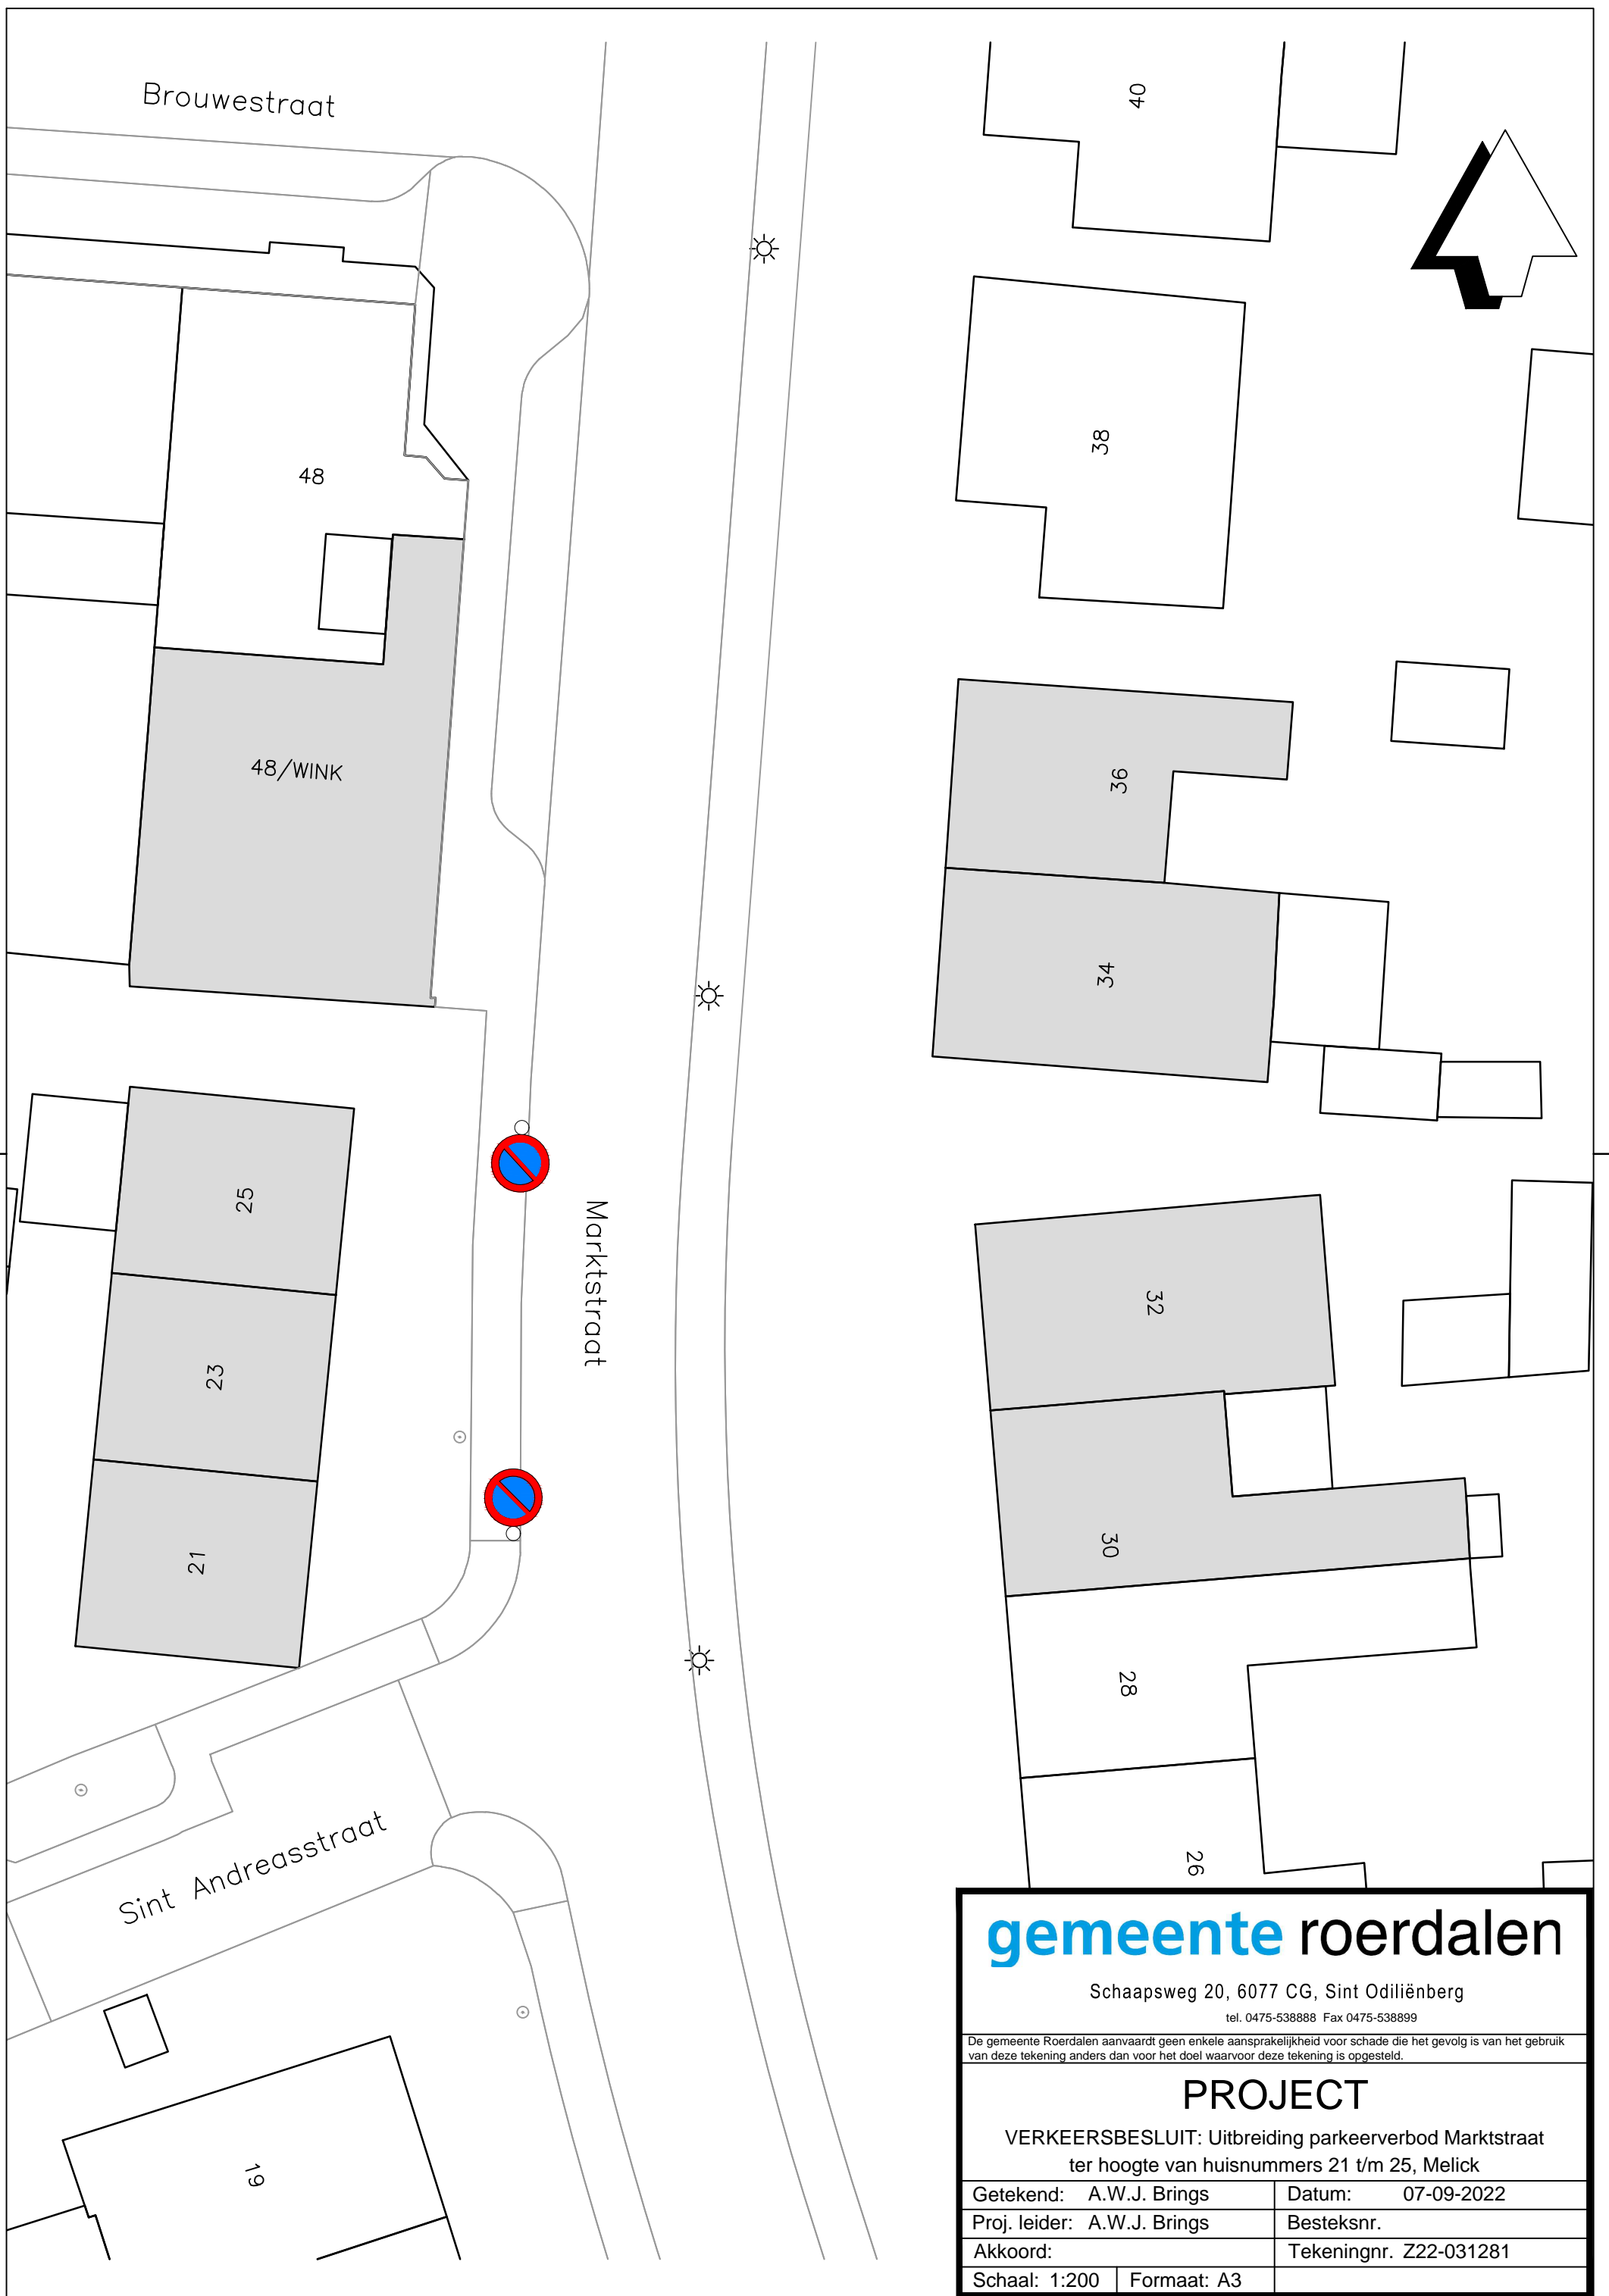 Brouwestraat
40
38
48
48/WINK
36
34
25
Marktstraat
32
23
30
21
28
Sint Andreasstraat
26
19
gemeente roerdalen
Schaapsweg 20, 6077 CG, Sint Odiliënberg
tel. 0475-538888 Fax 0475-538899
De gemeente Roerdalen aanvaardt geen enkele aansprakelijkheid voor schade die het gevolg is van het gebruik
van deze tekening anders dan voor het doel waarvoor deze tekening is opgesteld.
PROJECT
VERKEERSBESLUIT: Uitbreiding parkeerverbod Marktstraat
ter hoogte van huisnummers 21 t/m 25, Melick
Getekend: A.W.J. Brings Datum: 07-09-2022
Proj. leider: A.W.J. Brings Besteksnr.
Akkoord: Tekeningnr. Z22-031281
Schaal: 1:200 Formaat: A3